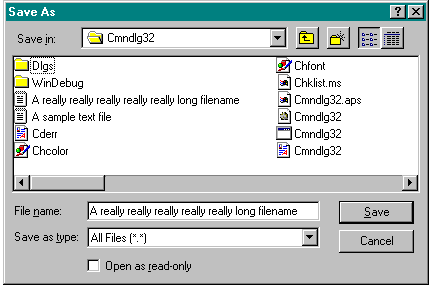 Save As
Save in: Cmndlg32
Dlgs
WinDebug
A really really really really really long filename
A sample text file
Cderr
Chcolor
Chfont
Chklist.ms
Cmndlg32.aps
Cmndlg32
Cmndlg32
Cmndlg32
File name: A really really really really really long filename
Save
Save as type: All Files (*.*)
Cancel
Open as read-only